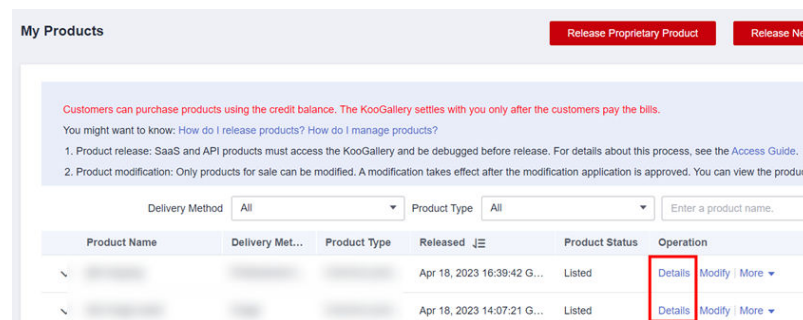 My Products
Release Proprietary Product
Release Ne
Customers can purchase products using the credit balance. The KooGallery settles with you only after the customers pay the bills.
You might want to know: How do I release products? How do I manage products?
1. Product release: SaaS and API products must access the KooGallery and be debugged before release. For details about this process, see the Access Guide.
2. Product modification: Only products for sale can be modified. A modification takes effect after the modification application is approved. You can view the produ
Delivery Method All Product Type All Enter a product name.
Product Name Delivery Met... Product Type Released Product Status Operation
Apr 18, 2023 16:39:42 G... Listed Details Modify More
Apr 18, 2023 14:07:21 G... Listed Details Modify More